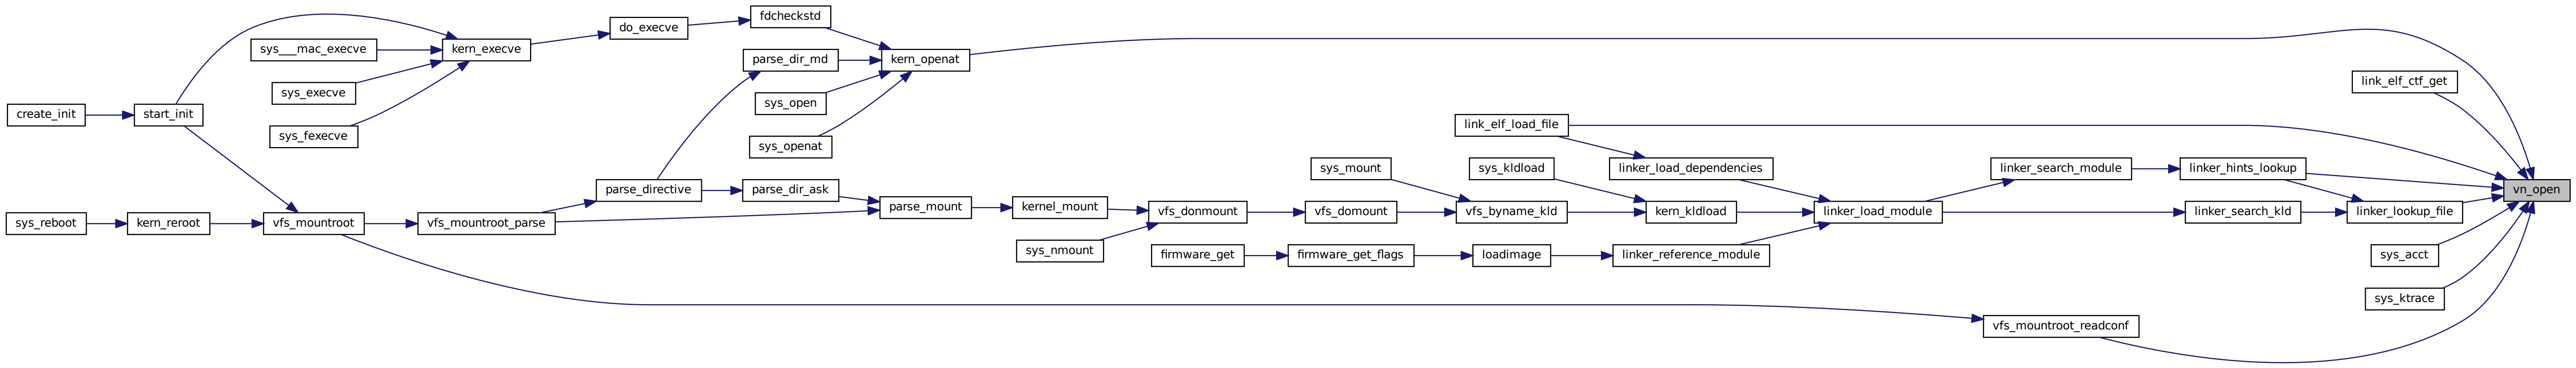 fdcheckstd
do_execve
sys___mac_execve
kern_execve
parse_dir_md
kern_openat
link_elf_ctf_get
sys_execve
sys_open
create_init
start_init
sys_fexecve
sys_openat
link_elf_load_file
sys_mount
sys_kldload
linker_load_dependencies
linker_search_module
linker_hints_lookup
parse_directive
parse_dir_ask
vn_open
parse_mount
kernel_mount
vfs_donmount
vfs_domount
vfs_byname_kld
kern_kldload
linker_load_module
linker_search_kld
linker_lookup_file
sys_reboot
kern_reroot
vfs_mountroot
vfs_mountroot_parse
sys_nmount
firmware_get
firmware_get_flags
loadimage
linker_reference_module
sys_acct
sys_ktrace
vfs_mountroot_readconf